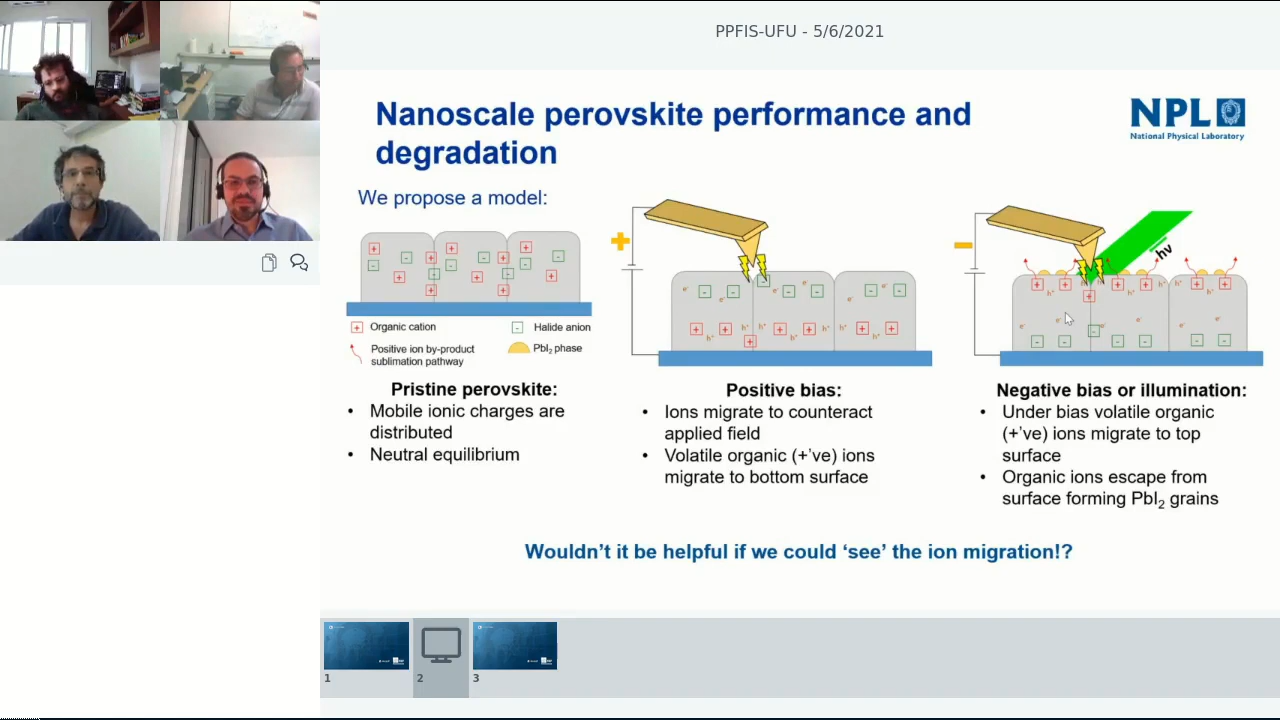 PPFIS-UFU - 5/6/2021
Nanoscale perovskite performance and
degradation
NPL
National Physical Laboratory
We propose a model:
Organic cation
Halide anion
Positive ion by-product
sublimation pathway
PbI2 phase
hν
Pristine perovskite:
• Mobile ionic charges are
distributed
• Neutral equilibrium
Positive bias:
• Ions migrate to counteract
applied field
• Volatile organic (+'ve) ions
migrate to bottom surface
Negative bias or illumination:
• Under bias volatile organic
(+'ve) ions migrate to top
surface
• Organic ions escape from
surface forming PbI2 grains
Wouldn't it be helpful if we could 'see' the ion migration!?
1
2
3